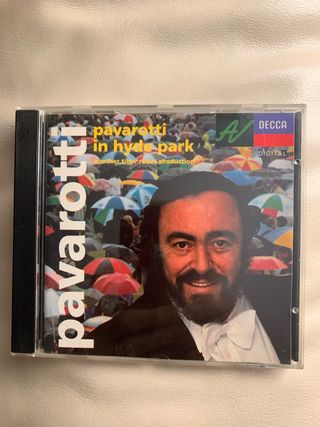 pavarotti
pavarotti
in hyde park
another tibor rudas production
DECCA
DIGITAL